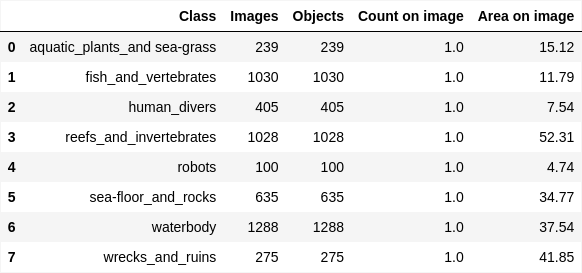 Class Images Objects Count on image Area on image
0 aquatic_plants_and sea-grass 239 239 1.0 15.12
1 fish_and_vertebrates 1030 1030 1.0 11.79
2 human_divers 405 405 1.0 7.54
3 reefs_and_invertebrates 1028 1028 1.0 52.31
4 robots 100 100 1.0 4.74
5 sea-floor_and_rocks 635 635 1.0 34.77
6 waterbody 1288 1288 1.0 37.54
7 wrecks_and_ruins 275 275 1.0 41.85